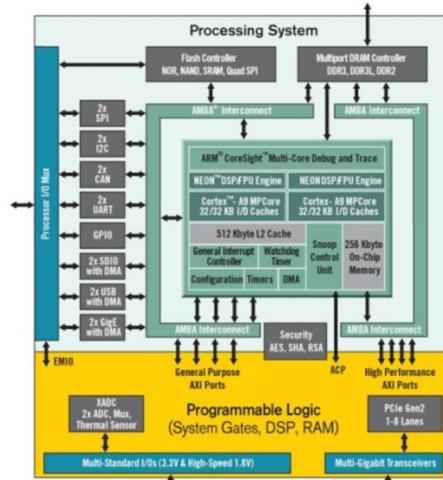 Processing System
Flash Controller
NOR, NAND, SRAM, Quad SPI
Multiport DRAM Controller
DDR3, DDR3L, DDR2
Processor I/O Mux
2x
SPI
2x
I2C
2x
CAN
2x
UART
GPIO
2x SDIO
with DMA
2x USB
with DMA
2x GigE
with DMA
EMIO
AMBA® Interconnect
AMBA Interconnect
ARM® CoreSight™ Multi-Core Debug and Trace
NEON™ DSP/FPU Engine
NEON DSP/FPU Engine
Cortex™- A9 MPCore
32/32 KB I/D Caches
Cortex- A9 MPCore
32/32 KB I/D Caches
512 Kbyte L2 Cache
General Interrupt
Controller
Watchdog
Timer
Configuration
Timers
DMA
Snoop
Control
Unit
256 Kbyte
On-Chip
Memory
AMBA Interconnect
AMBA Interconnect
Security
AES, SHA, RSA
General Purpose
AXI Ports
ACP
High Performance
AXI Ports
XADC
2x ADC, Mux,
Thermal Sensor
Programmable Logic
(System Gates, DSP, RAM)
PCIe Gen2
1-8 Lanes
Multi-Standard I/Os (3.3V & High-Speed 1.8V)
Multi-Gigabit Transceivers